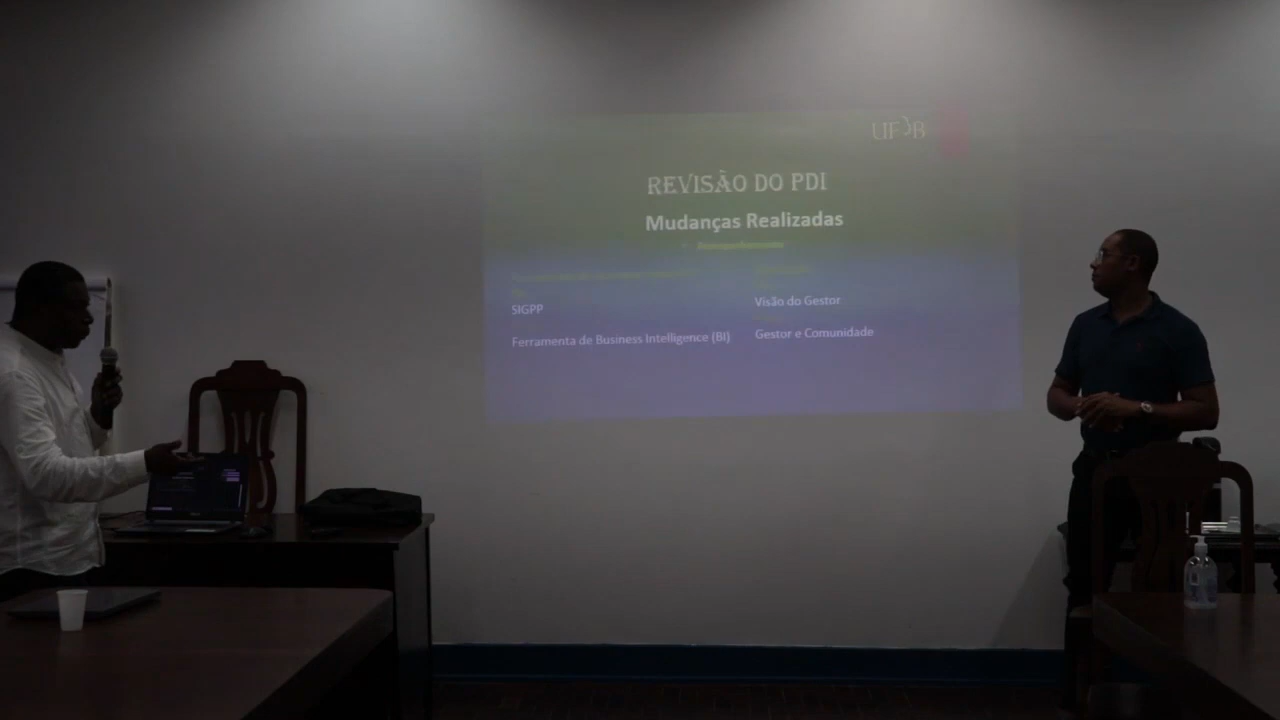 UFOB
REVISÃO DO PDI
Mudanças Realizadas
SIGPP
Visão do Gestor
Ferramenta de Business Intelligence (BI)
Gestor e Comunidade